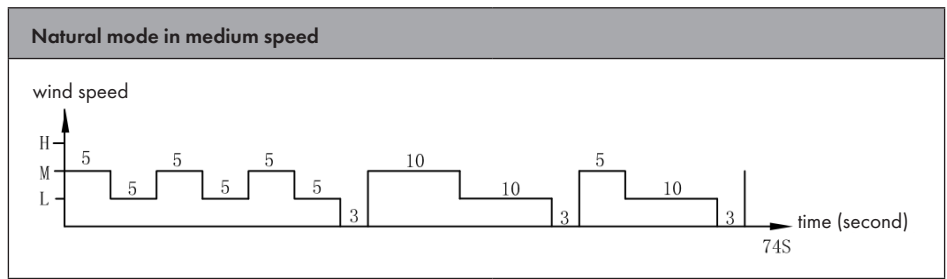 Natural mode in medium speed
wind speed
H
5 5 5 10 5
M
5 5 5 10 10
L
3 3 3
time (second)
74S